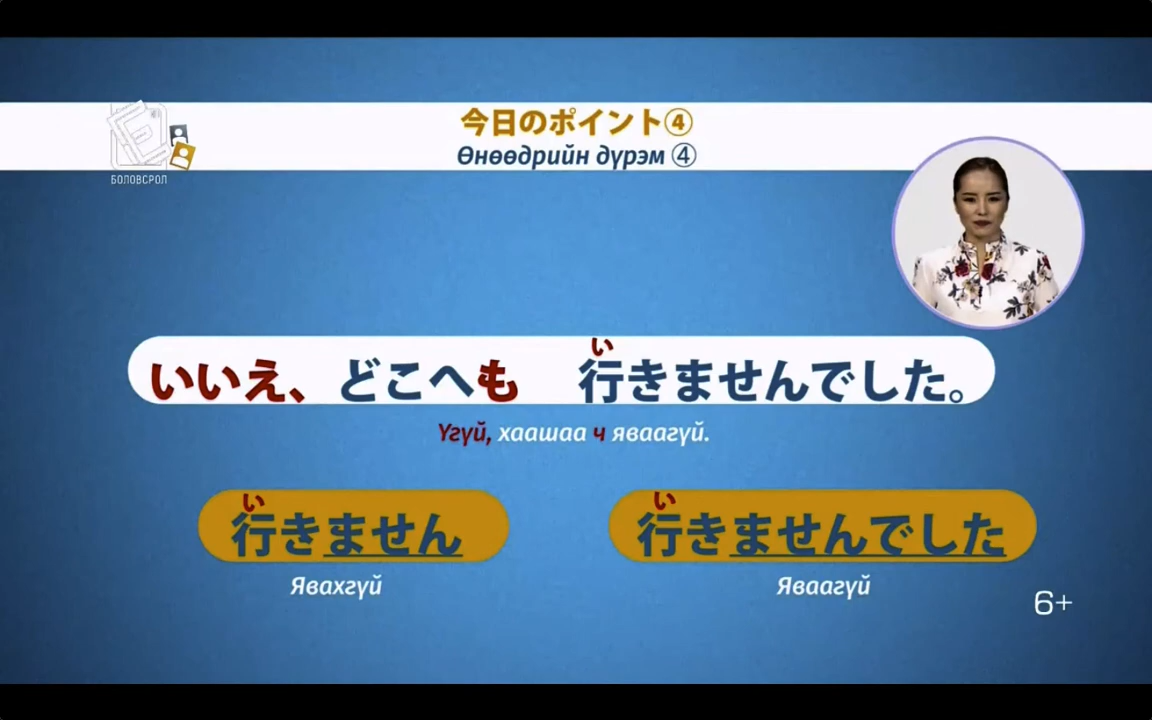 今日のポイント④
Өнөөдрийн дүрэм ④
БОЛОВСРОЛ
い
いいえ、どこへも 行きませんでした。
Үгүй, хаашаа ч яваагүй.
い
行きません
い
行きませんでした
Явахгүй
Яваагүй
6+